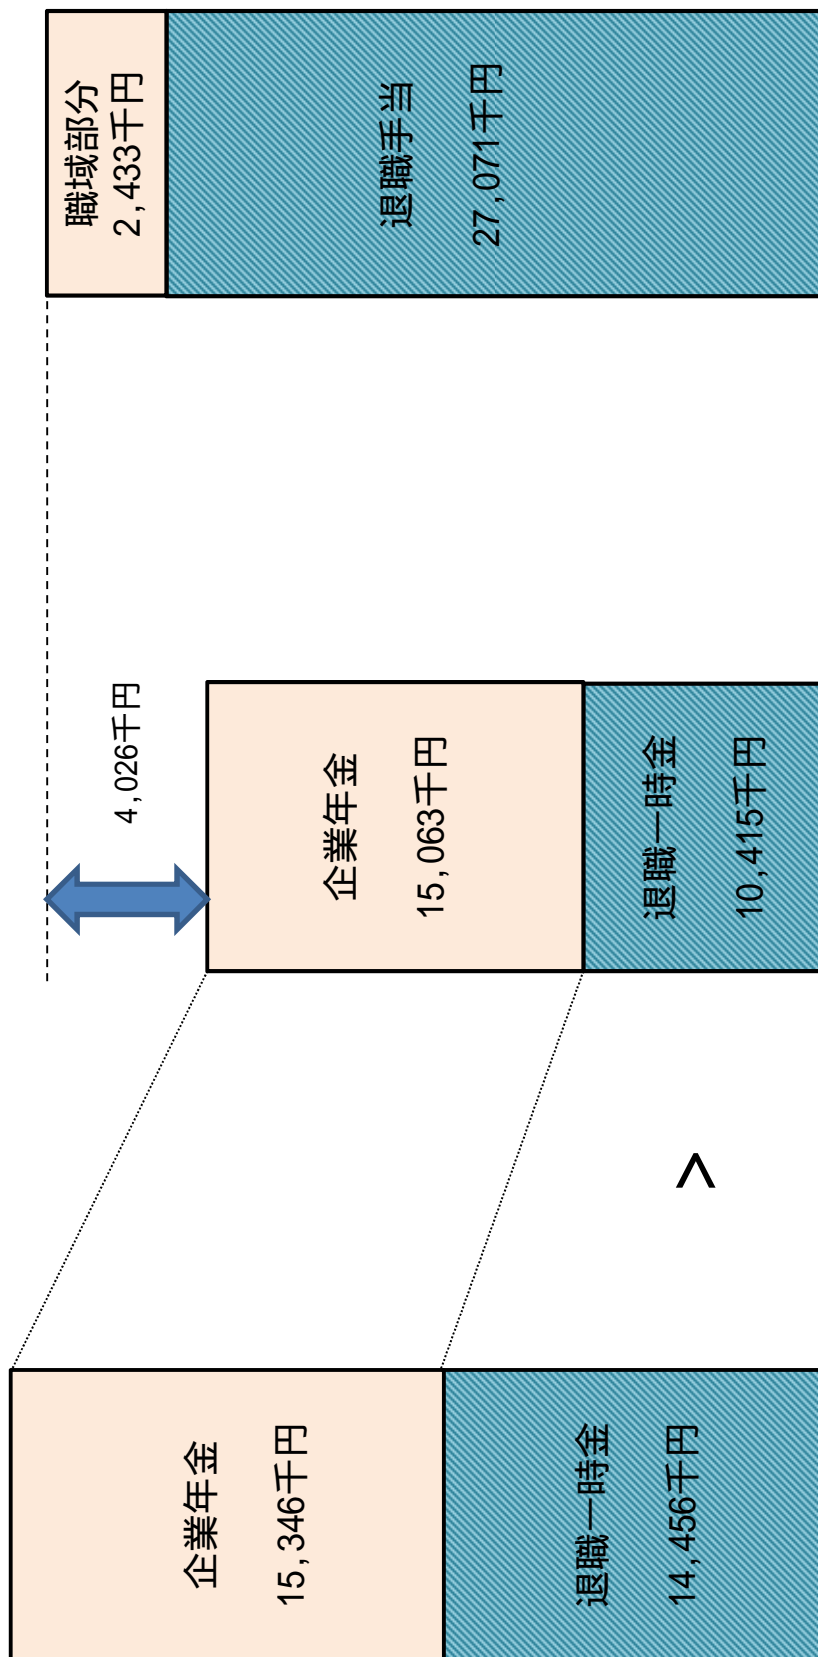 企業年金
15,346千円
退職一時金
14,456千円
>
4,026千円
企業年金
15,063千円
退職一時金
10,415千円
職域部分
2,433千円
退職手当
27,071千円